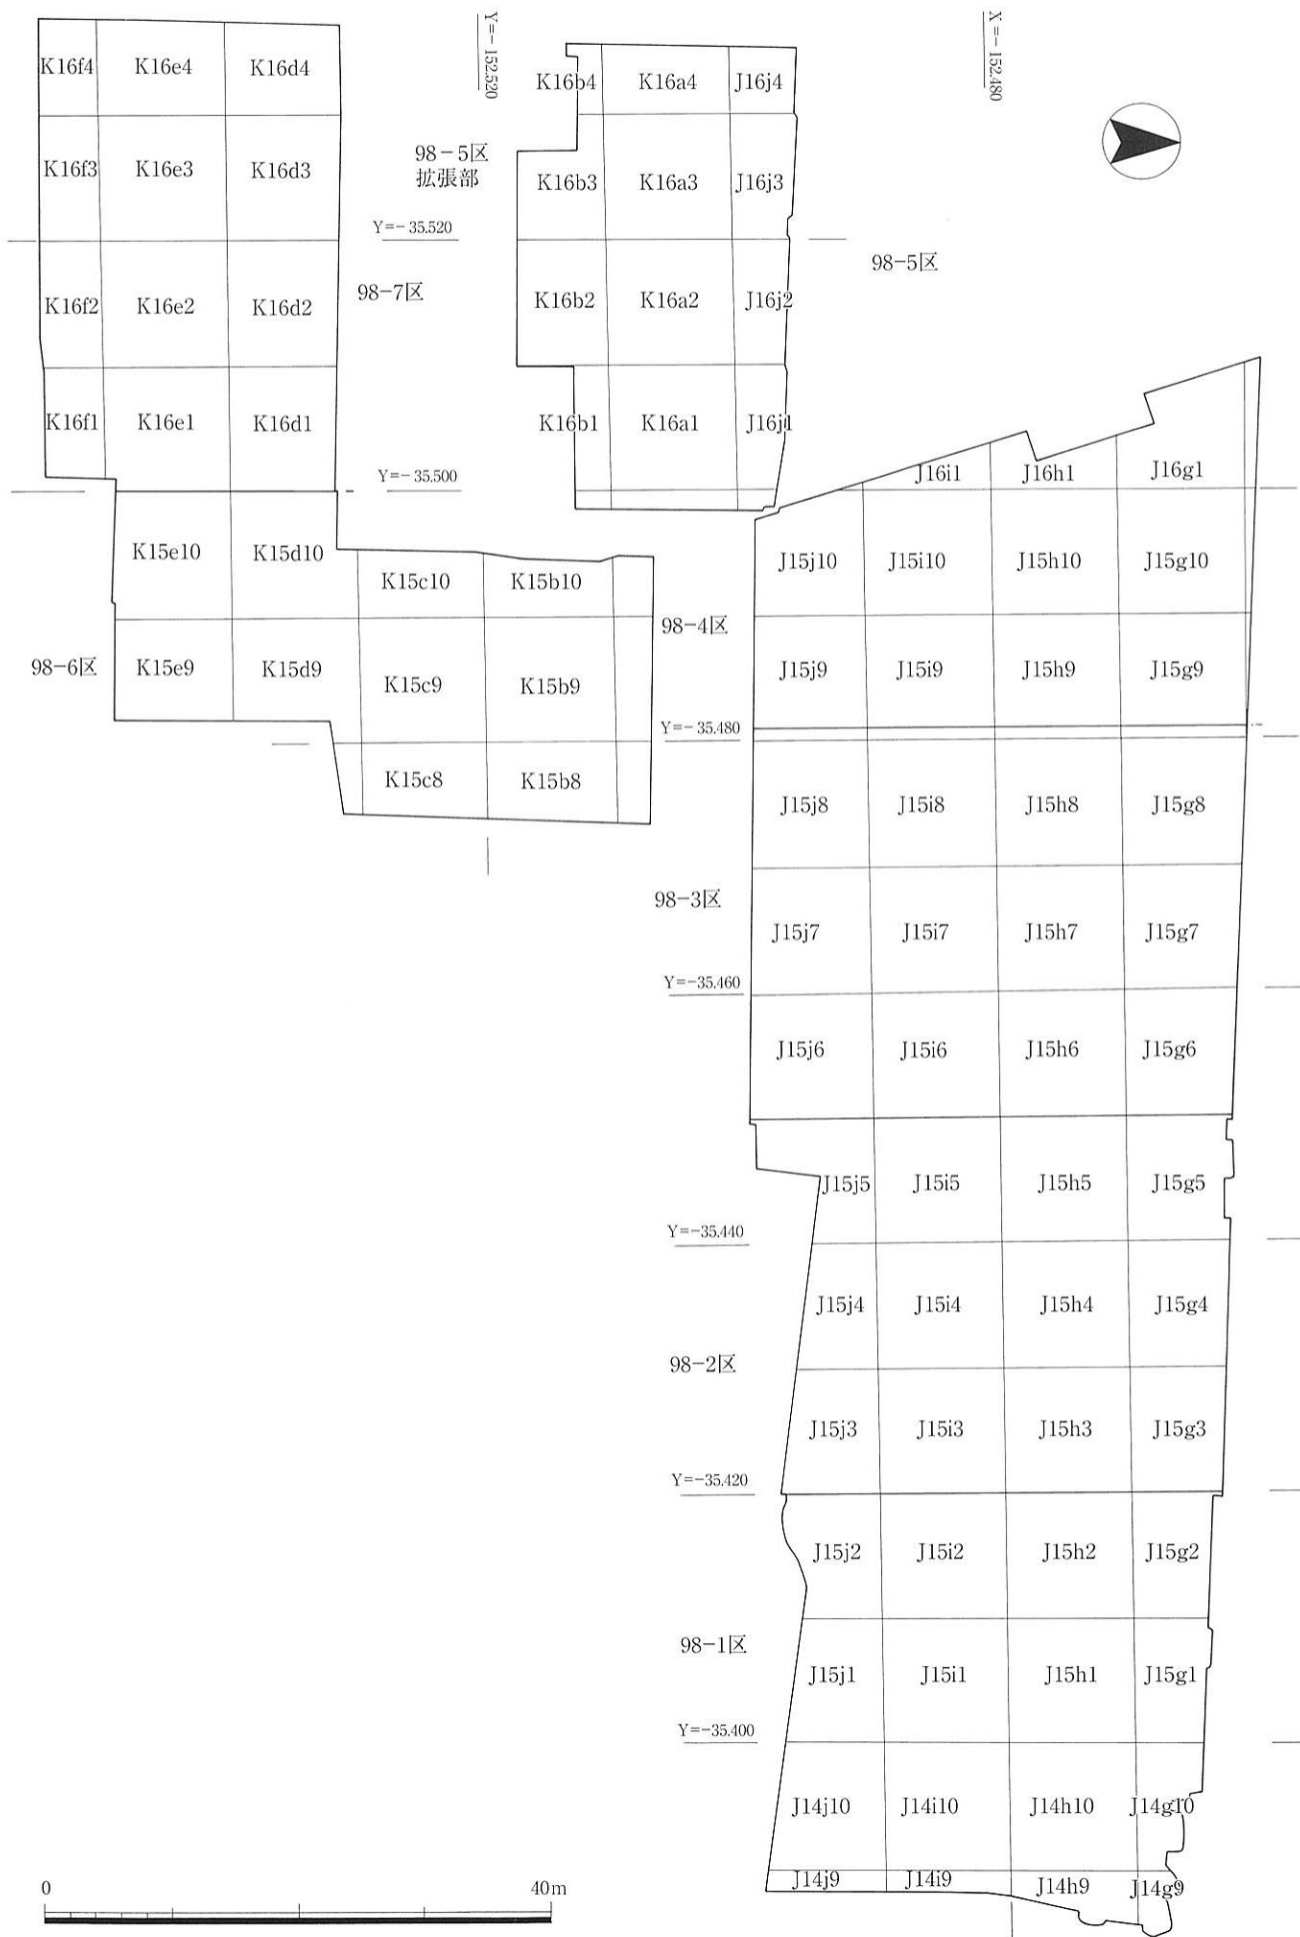 Y=-152.520
X=-152.480
K16f4 K16e4 K16d4
K16b4 K16a4 J16j4
98-5区
拡張部
K16f3 K16e3 K16d3
K16b3 K16a3 J16j3
Y=-35.520
98-5区
98-7区
K16f2 K16e2 K16d2
K16b2 K16a2 J16j2
K16f1 K16e1 K16d1
K16b1 K16a1 J16j1
Y=-35.500
J16i1 J16h1 J16g1
K15e10 K15d10 K15c10 K15b10
J15j10 J15i10 J15h10 J15g10
98-4区
98-6区
K15e9 K15d9 K15c9 K15b9
J15j9 J15i9 J15h9 J15g9
Y=-35.480
K15c8 K15b8
J15j8 J15i8 J15h8 J15g8
98-3区
J15j7 J15i7 J15h7 J15g7
Y=-35.460
J15j6 J15i6 J15h6 J15g6
J15j5 J15i5 J15h5 J15g5
Y=-35.440
J15j4 J15i4 J15h4 J15g4
98-2区
J15j3 J15i3 J15h3 J15g3
Y=-35.420
J15j2 J15i2 J15h2 J15g2
98-1区
J15j1 J15i1 J15h1 J15g1
Y=-35.400
J14j10 J14i10 J14h10 J14g10
J14j9 J14i9 J14h9 J14g9
0 40m